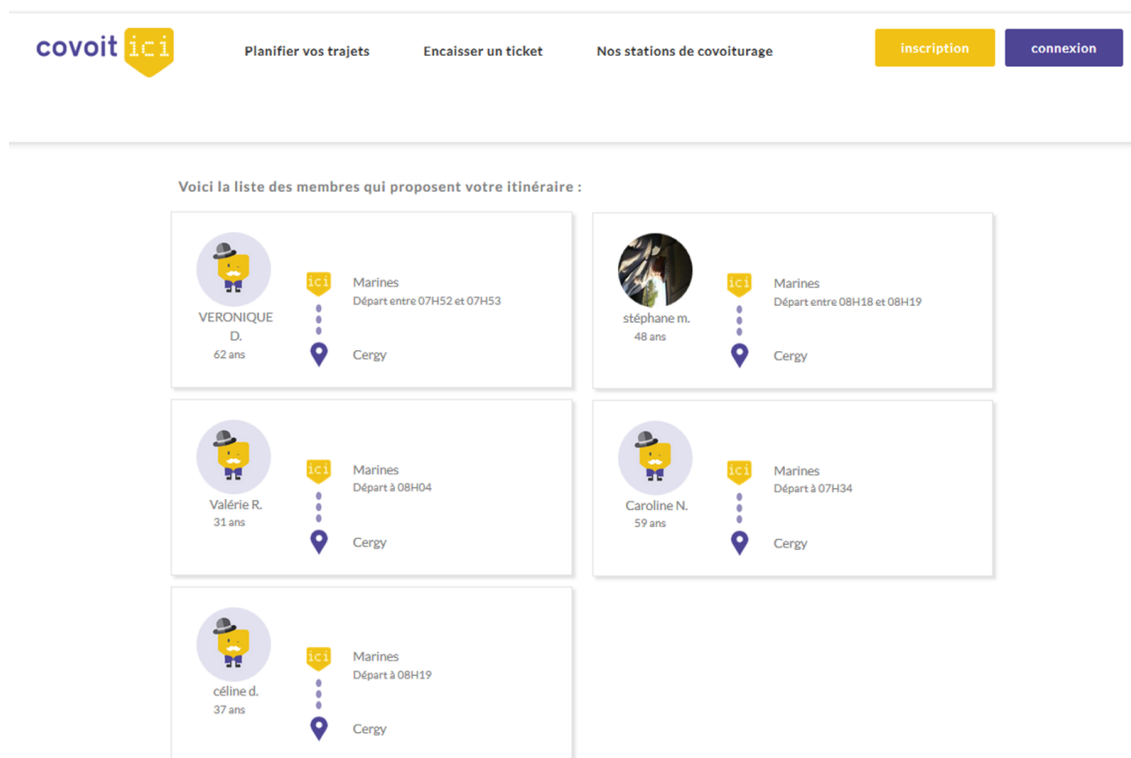 covoit ici
Planifier vos trajets
Encaisser un ticket
Nos stations de covoiturage
inscription
connexion
Voici la liste des membres qui proposent votre itinéraire :
VERONIQUE
D.
62 ans
ici
Marines
Départ entre 07H52 et 07H53
Cergy
stéphane m.
48 ans
ici
Marines
Départ entre 08H18 et 08H19
Cergy
Valérie R.
31 ans
ici
Marines
Départ à 08H04
Cergy
Caroline N.
59 ans
ici
Marines
Départ à 07H34
Cergy
céline d.
37 ans
ici
Marines
Départ à 08H19
Cergy